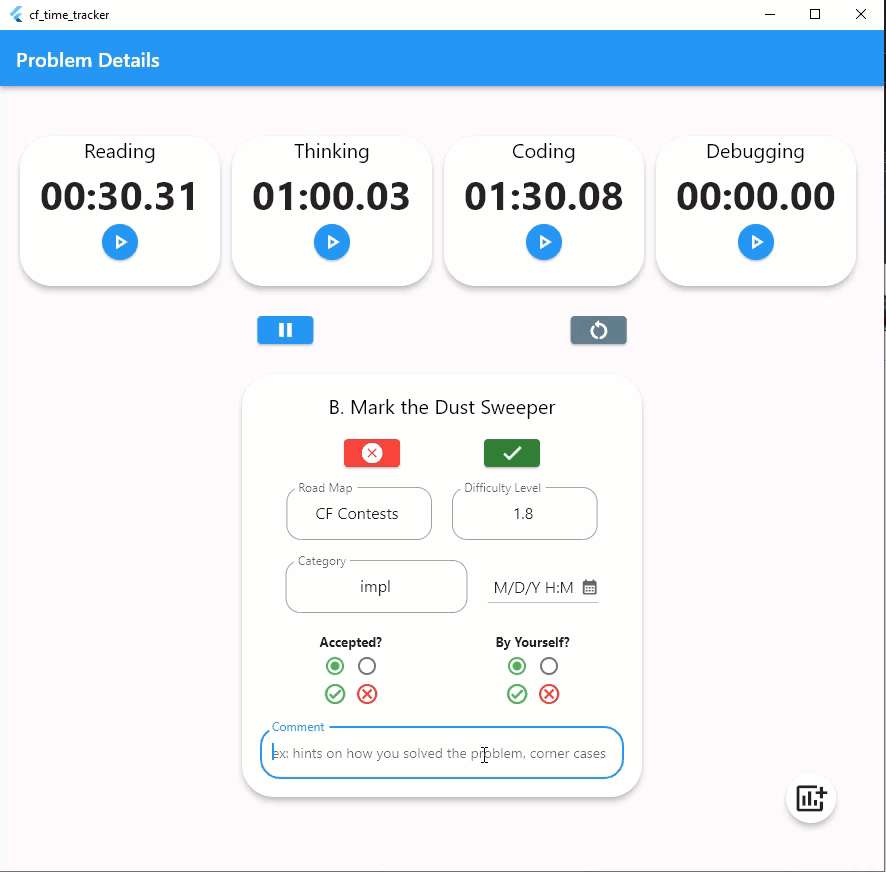 cf_time_tracker
Problem Details
Reading Thinking Coding Debugging
00:30.31 01:00.03 01:30.08 00:00.00
B. Mark the Dust Sweeper
Road Map Difficulty Level
CF Contests 1.8
Category
impl M/D/Y H:M
Accepted? By Yourself?
Comment
ex: hints on how you solved the problem, corner cases